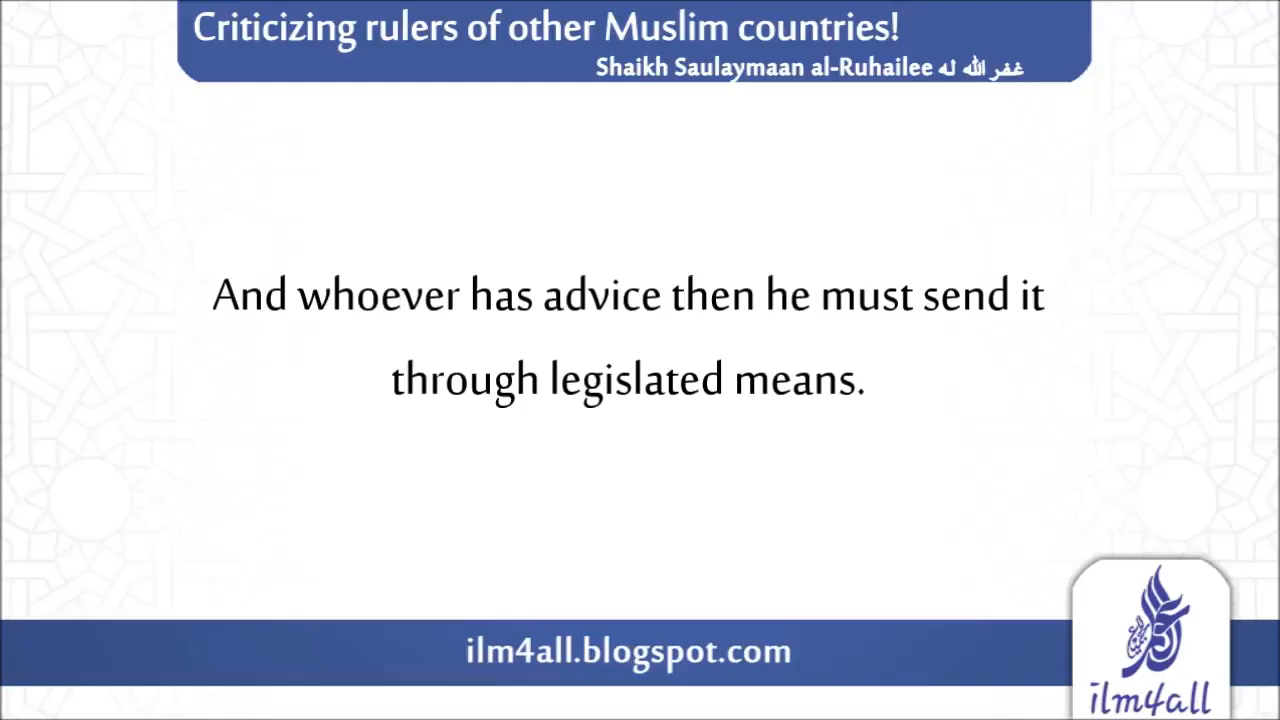 Criticizing rulers of other Muslim countries!
Shaikh Saulaymaan al-Ruhailee غفر الله له
And whoever has advice then he must send it
through legislated means.
ilm4all.blogspot.com
ilm4all